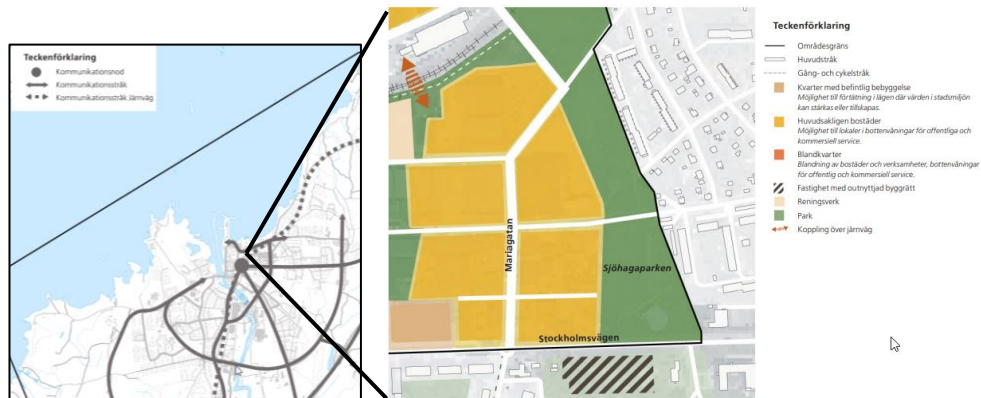 Teckenförklaring
Kommunikationsnod
Kommunikationsstråk
Kommunikationsstråk Järnväg
Mariagatan
Sjöhagaparken
Stockholmsvägen
Teckenförklaring
Områdesgräns
Huvudstråk
Gång- och cykelstråk
Kvarter med befintlig bebyggelse
Möjlighet till förtätning i lägen där värden i stadsmiljön
kan stärkas eller tillskapas.
Huvudsakligen bostäder
Möjlighet till lokaler i bottenvåningar för offentlig och
kommersiell service.
Blandkvarter
Blandning av bostäder och verksamheter, bottenvåningar
för offentlig och kommersiell service.
Fastighet med outnyttjad byggrätt
Reningsverk
Park
Koppling över järnväg